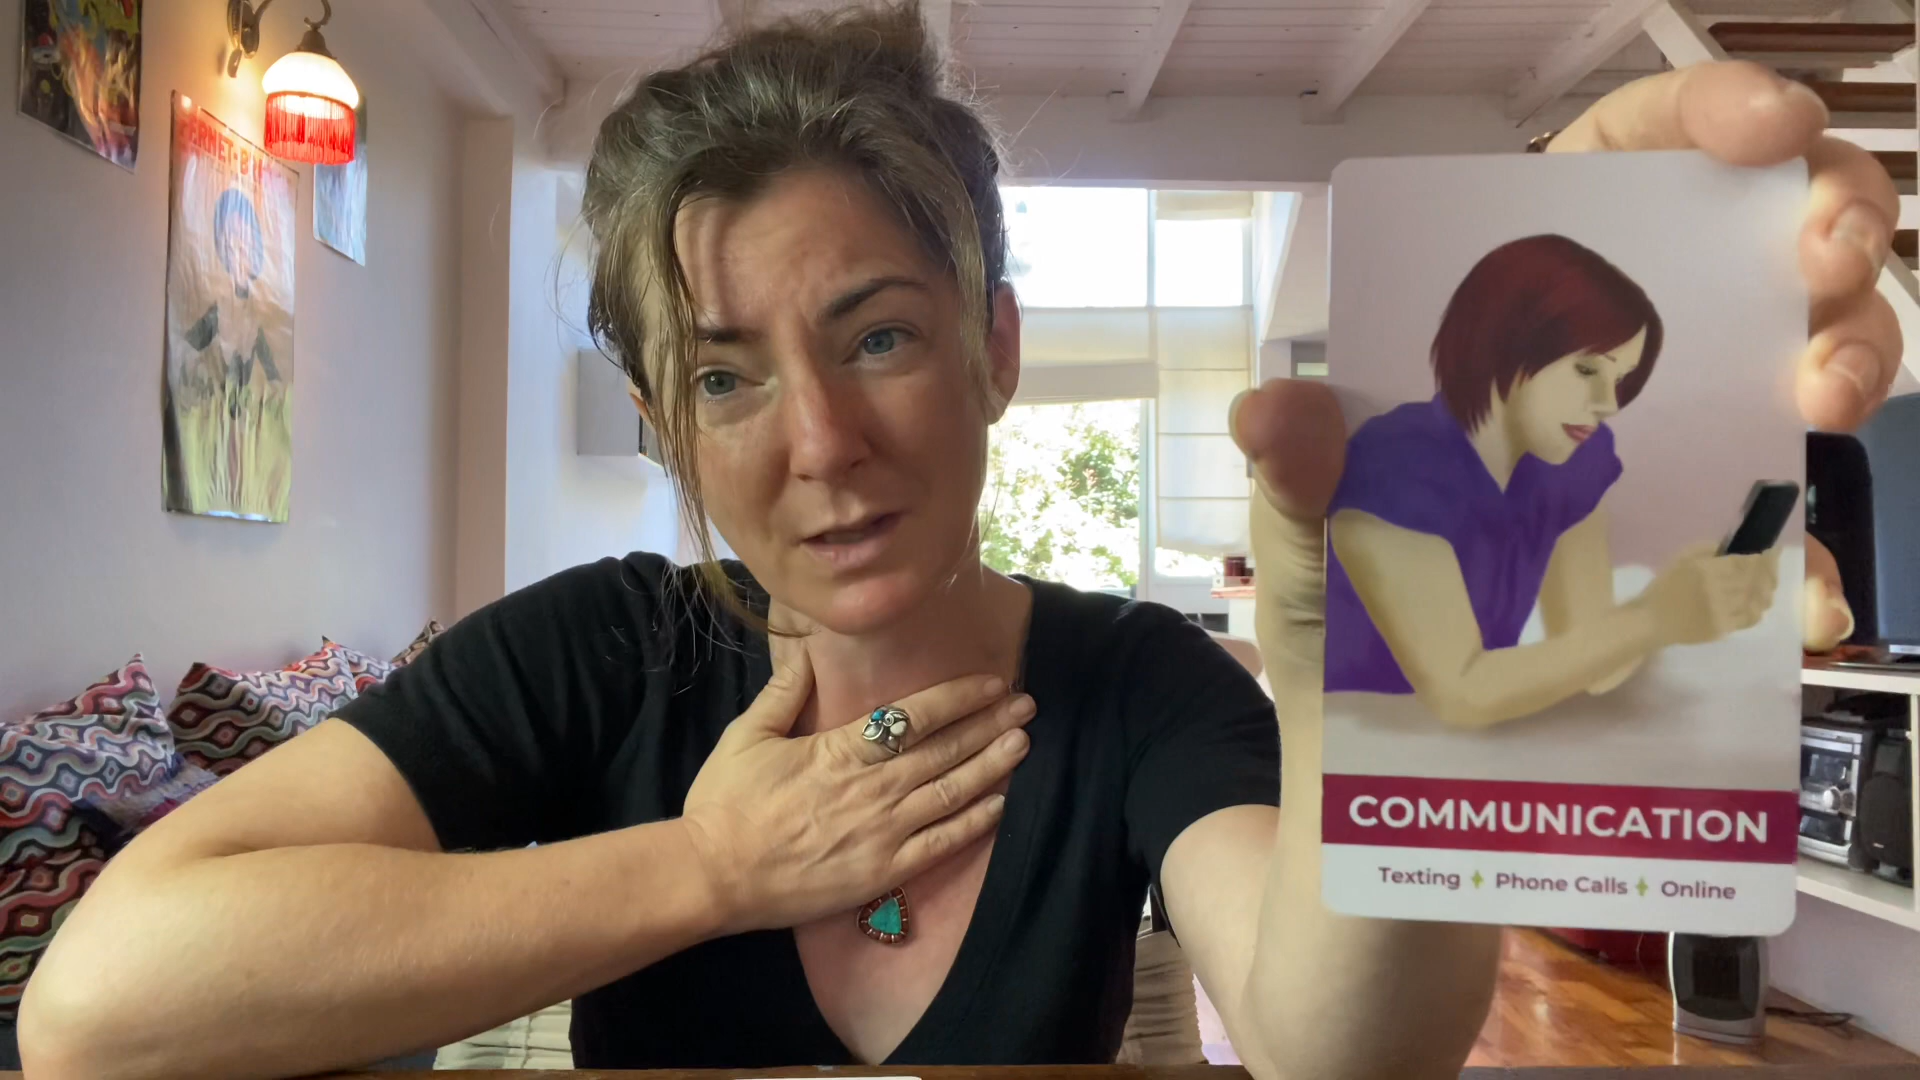 COMMUNICATION
Texting ♦ Phone Calls ♦ Online